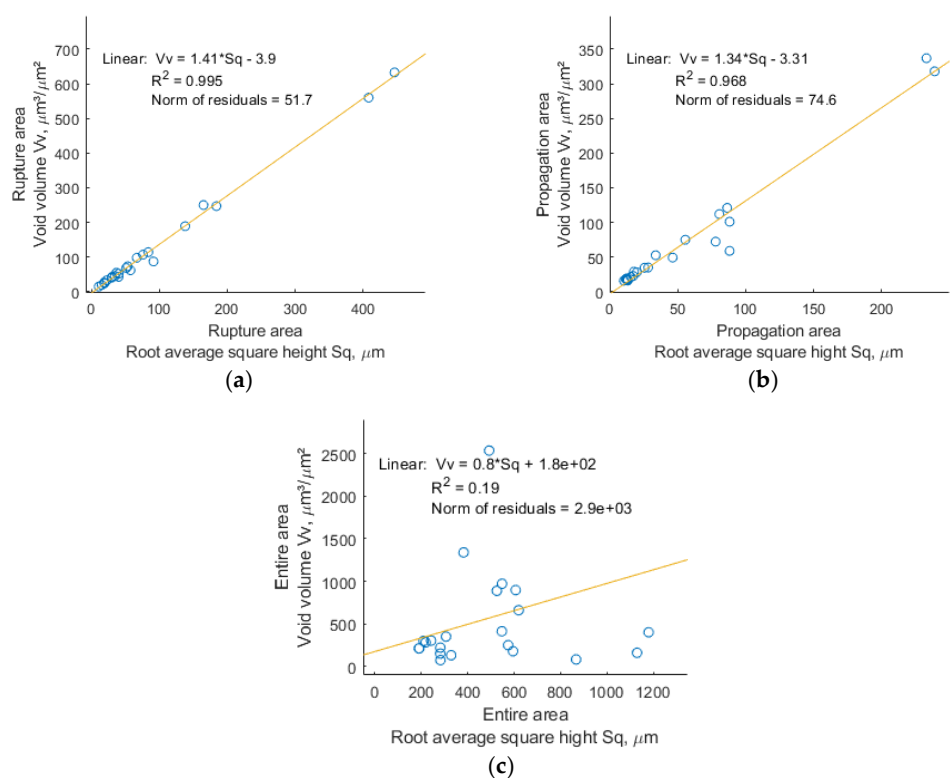 700
600
500
400
300
200
100
0
Rupture area
Void volume Vv, μm³/μm²
Linear: Vv = 1.41*Sq - 3.9
R² = 0.995
Norm of residuals = 51.7
0 100 200 300 400
Rupture area
Root average square height Sq, μm
(a)
350
300
250
200
150
100
50
0
Propagation area
Void volume Vv, μm³/μm²
Linear: Vv = 1.34*Sq - 3.31
R² = 0.968
Norm of residuals = 74.6
0 50 100 150 200
Propagation area
Root average square hight Sq, μm
(b)
2500
2000
1500
1000
500
0
Entire area
Void volume Vv, μm³/μm²
Linear: Vv = 0.8*Sq + 1.8e+02
R² = 0.19
Norm of residuals = 2.9e+03
0 200 400 600 800 1000 1200
Entire area
Root average square hight Sq, μm
(c)